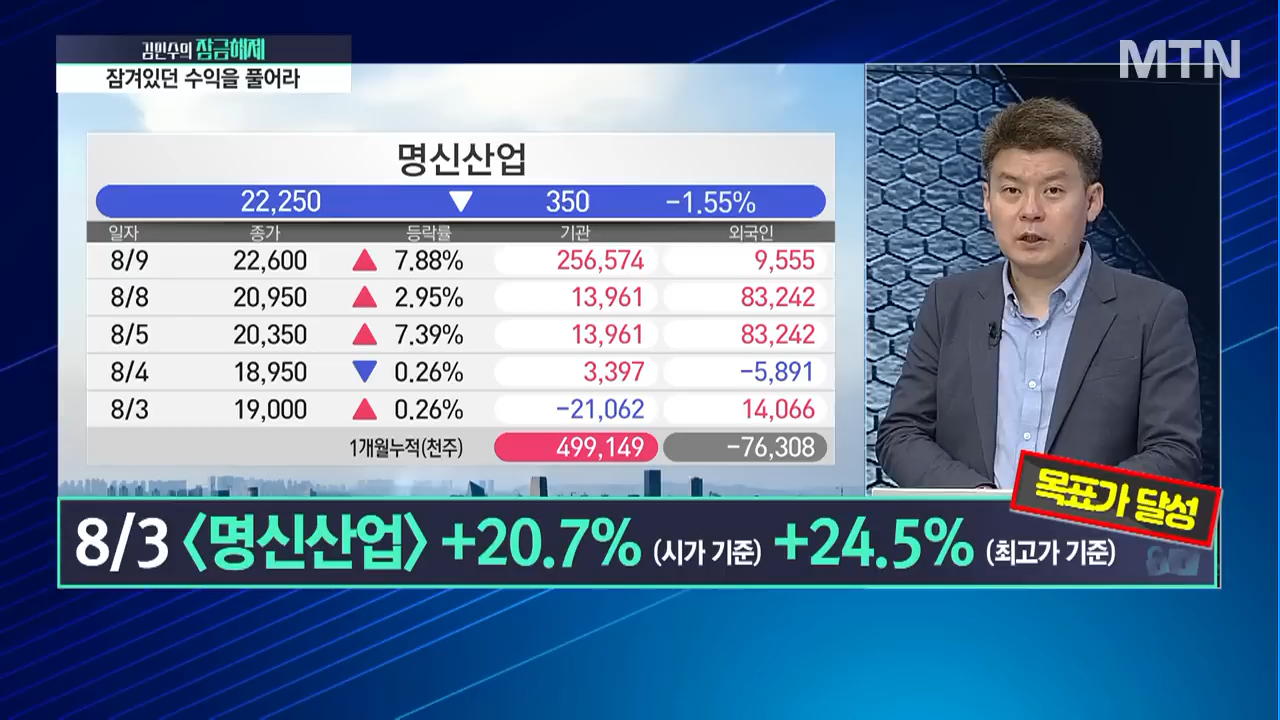 김민수의 잠금해제
잠겨있던 수익을 풀어라
MTN
명신산업
22,250 ▼ 350 -1.55%
일자 종가 등락률 기관 외국인
8/9 22,600 ▲ 7.88% 256,574 9,555
8/8 20,950 ▲ 2.95% 13,961 83,242
8/5 20,350 ▲ 7.39% 13,961 83,242
8/4 18,950 ▼ 0.26% 3,397 -5,891
8/3 19,000 ▲ 0.26% -21,062 14,066
1개월누적(천주) 499,149 -76,308
목표가 달성
8/3 〈명신산업〉 +20.7% (시가 기준) +24.5% (최고가 기준)